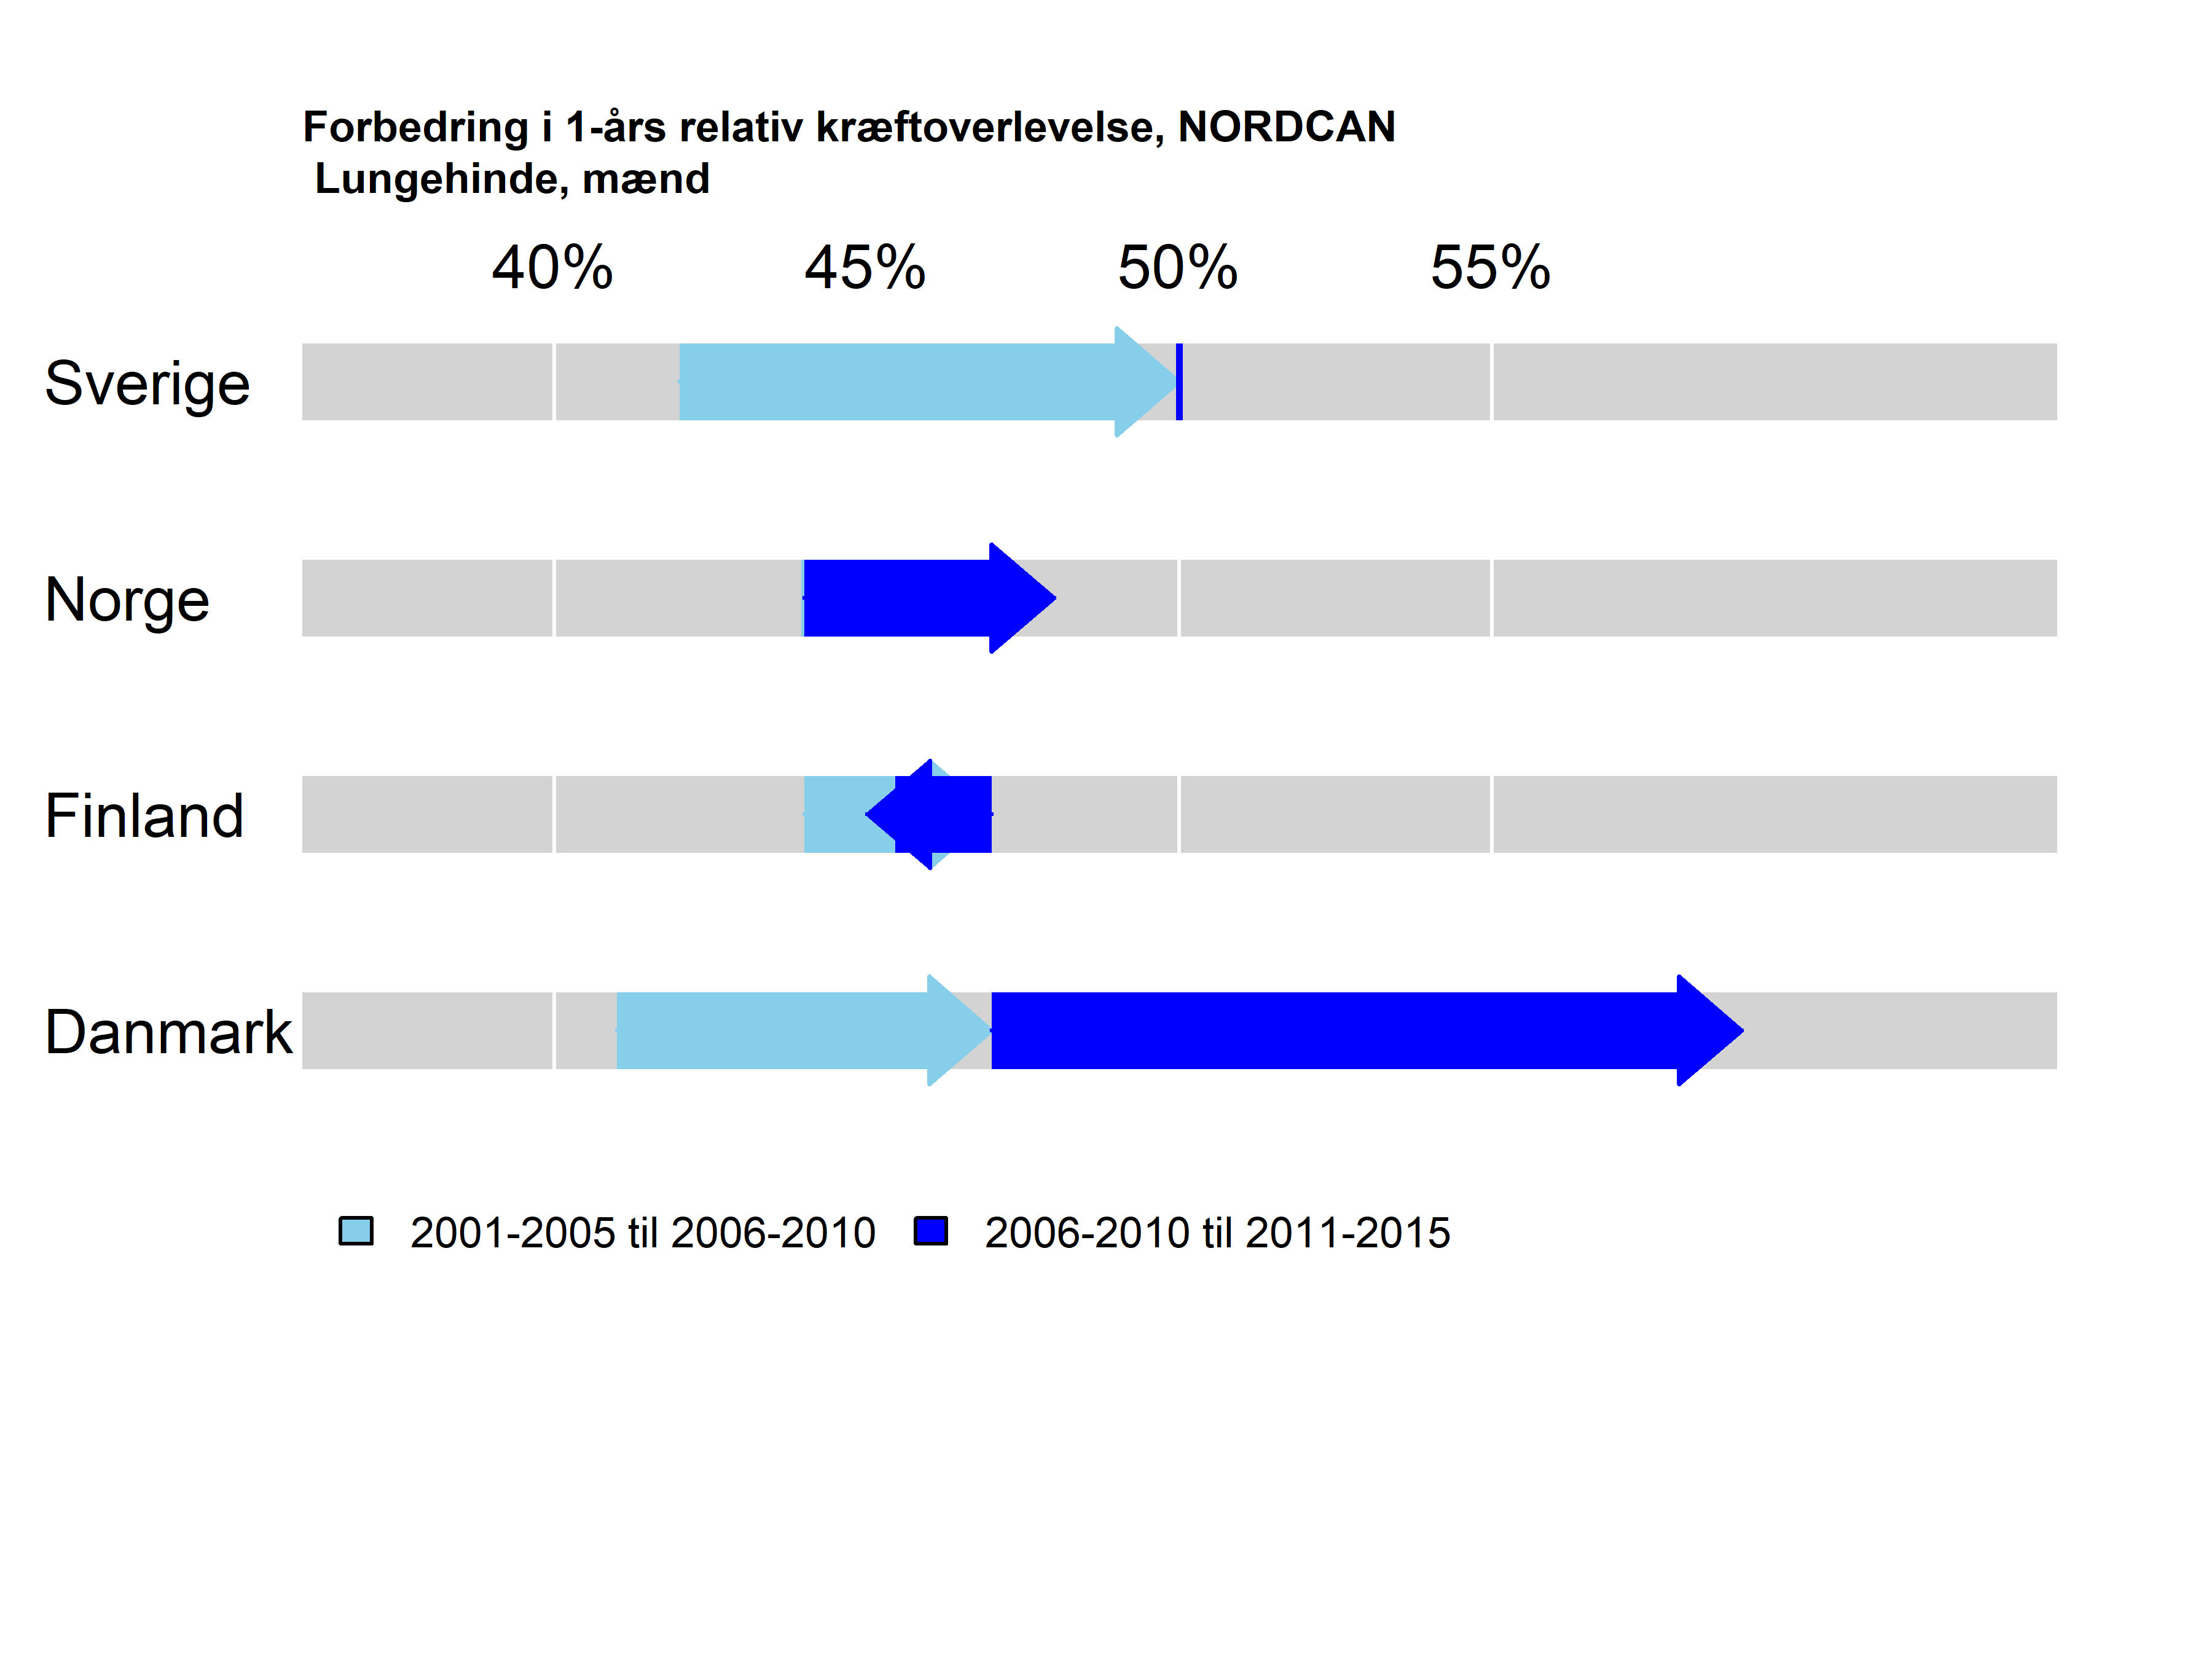 Forbedring i 1-års relativ kræftoverlevelse, NORDCAN
Lungehinde, mænd
40% 45% 50% 55%
Sverige
Norge
Finland
Danmark
2001-2005 til 2006-2010 2006-2010 til 2011-2015